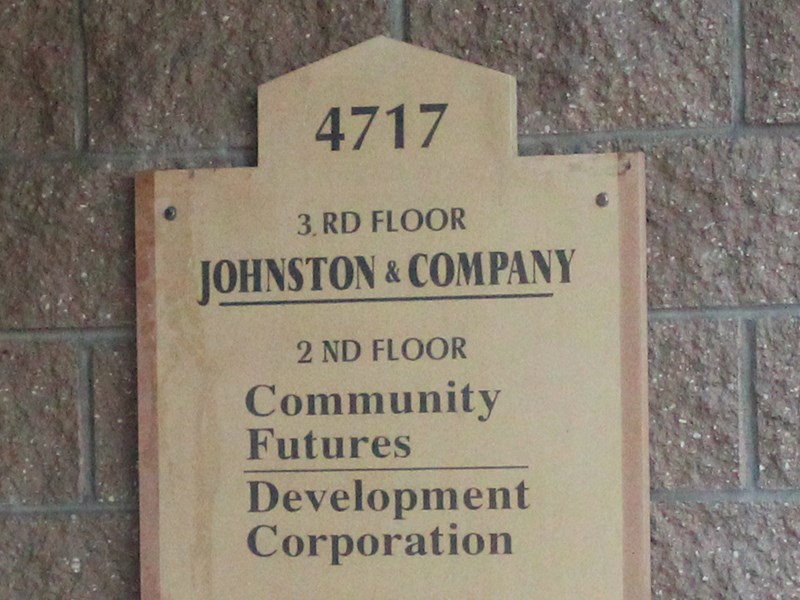 4717
3 RD FLOOR
JOHNSTON & COMPANY
2 ND FLOOR
Community
Futures
Development
Corporation